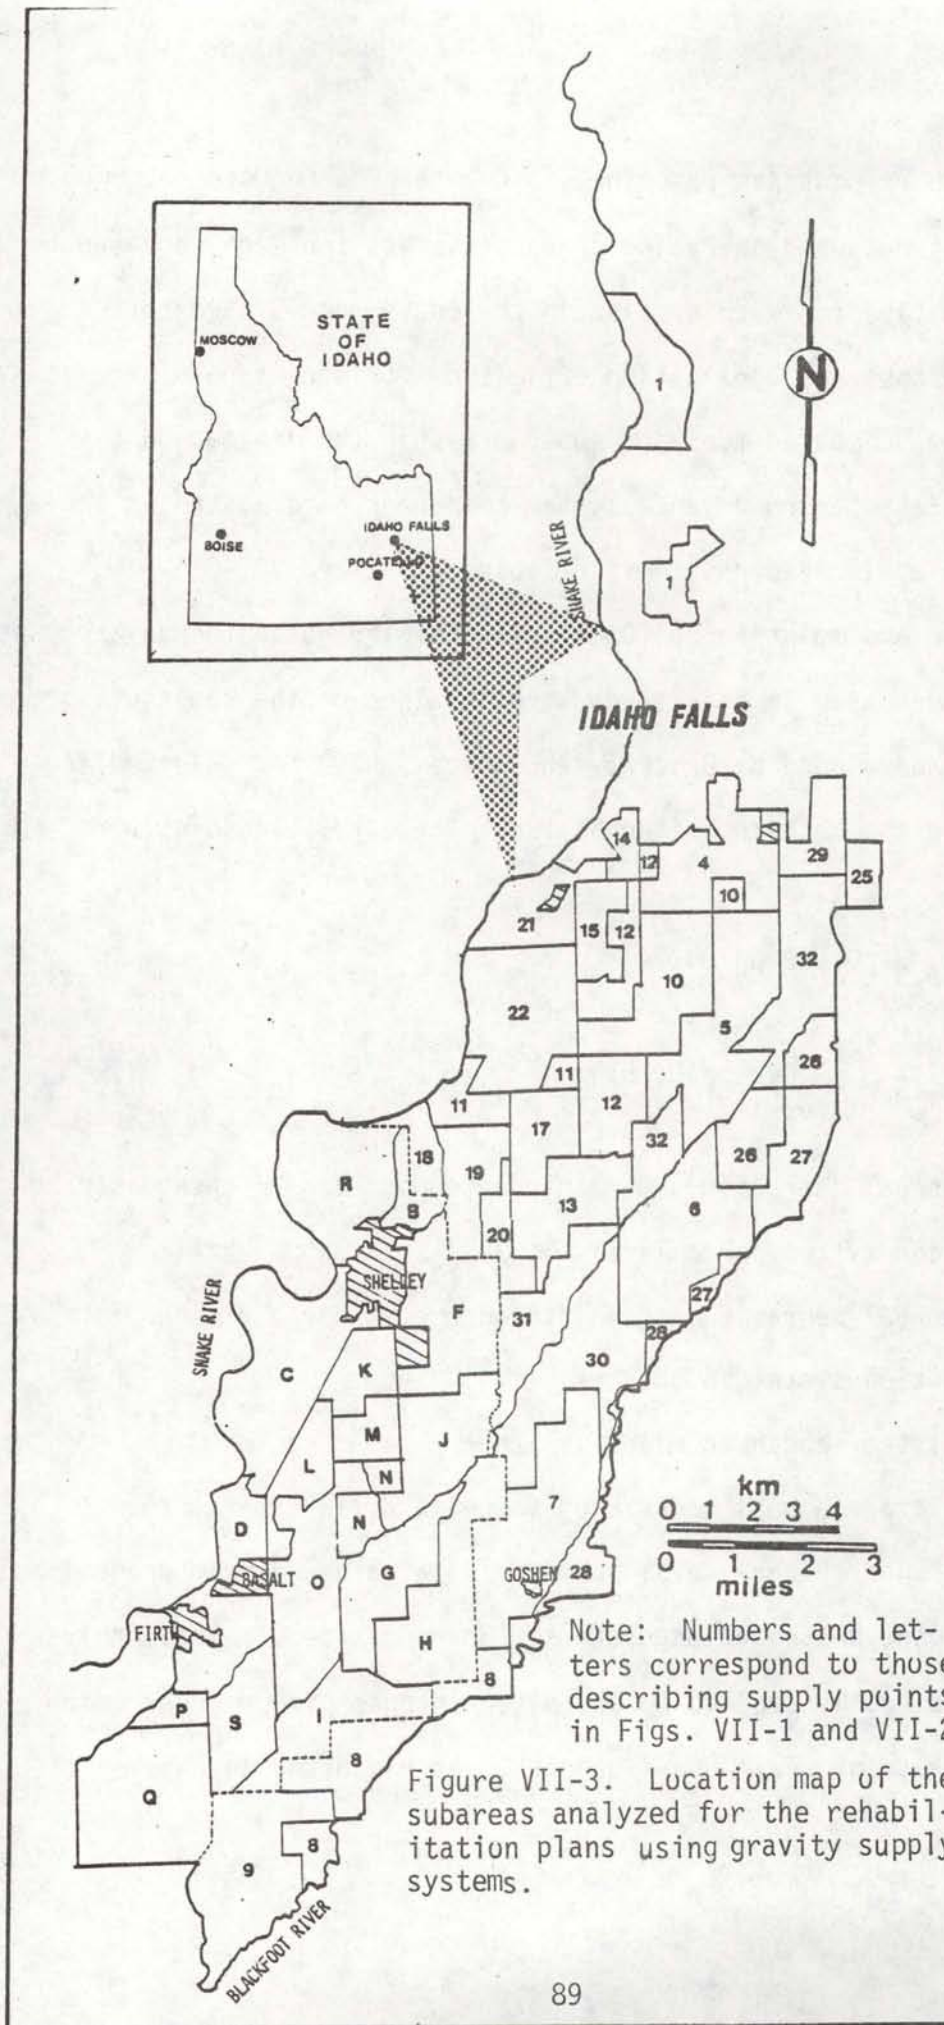 STATE
OF
IDAHO
MOSCOW
BOISE
IDAHO FALLS
POCATELLO
N
1
SNAKE RIVER
1
IDAHO FALLS
14
12
4
29
25
10
21
15
12
32
10
22
5
26
11
11
12
17
32
26
27
18
R
19
B
13
6
20
SHELLEY
27
SNAKE RIVER
F
31
28
30
C
K
M
J
L
N
7
km
0 1 2 3 4
0 1 2 3
miles
D
N
BASALT
O
G
GOSHEN
28
FIRTH
H
8
P
S
I
8
Q
9
8
BLACKFOOT RIVER
Note: Numbers and let-
ters correspond to those
describing supply points
in Figs. VII-1 and VII-2
Figure VII-3. Location map of the
subareas analyzed for the rehabil-
itation plans using gravity supply
systems.
89